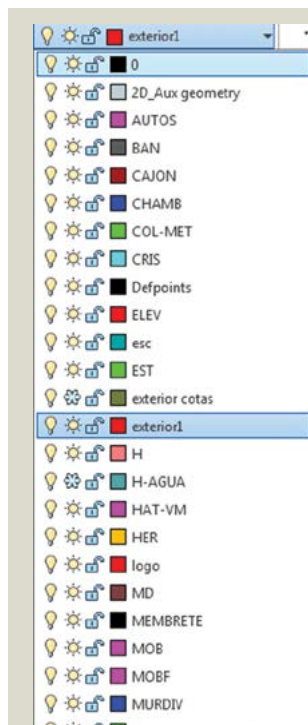 exterior1
0
2D_Aux geometry
AUTOS
BAN
CAJON
CHAMB
COL-MET
CRIS
Defpoints
ELEV
esc
EST
exterior cotas
exterior1
H
H-AGUA
HAT-VM
HER
logo
MD
MEMBRETE
MOB
MOBF
MURDIV